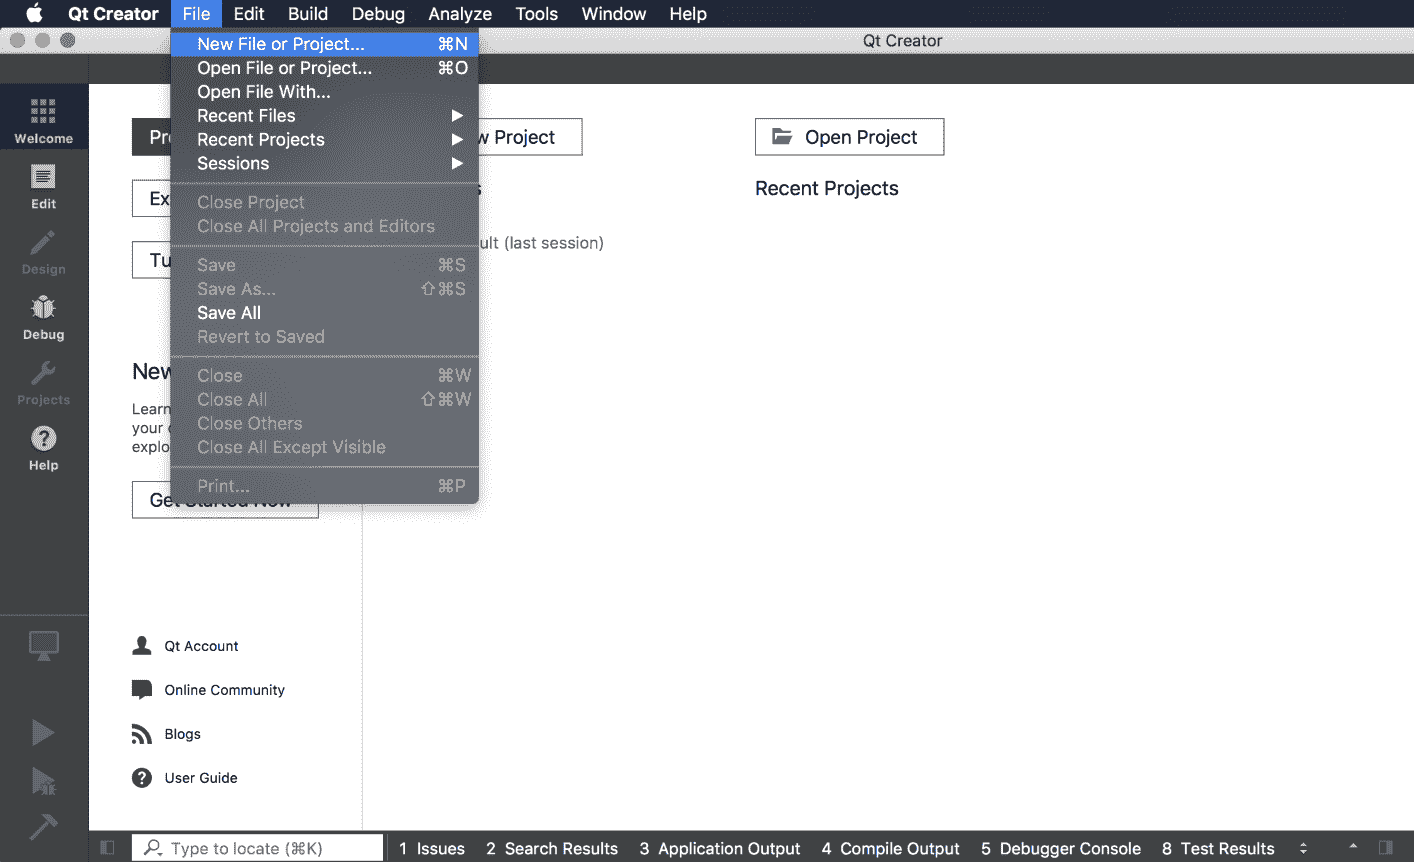 Qt Creator File Edit Build Debug Analyze Tools Window Help
Qt Creator
New File or Project... ⌘N
Open File or Project... ⌘O
Open File With...
Recent Files ▶
Recent Projects ▶
Sessions ▶
Close Project
Close All Projects and Editors
Save ⌘S
Save As... ⇧⌘S
Save All
Revert to Saved
Close ⌘W
Close All ⇧⌘W
Close Others
Close All Except Visible
Print... ⌘P
Welcome
Edit
Design
Debug
Projects
Help
Pr
Ex
Tu
w Project
Open Project
s
Recent Projects
ult (last session)
New
Learn
your
explo
Get Started Now
Qt Account
Online Community
Blogs
User Guide
Type to locate (⌘K) 1 Issues 2 Search Results 3 Application Output 4 Compile Output 5 Debugger Console 8 Test Results